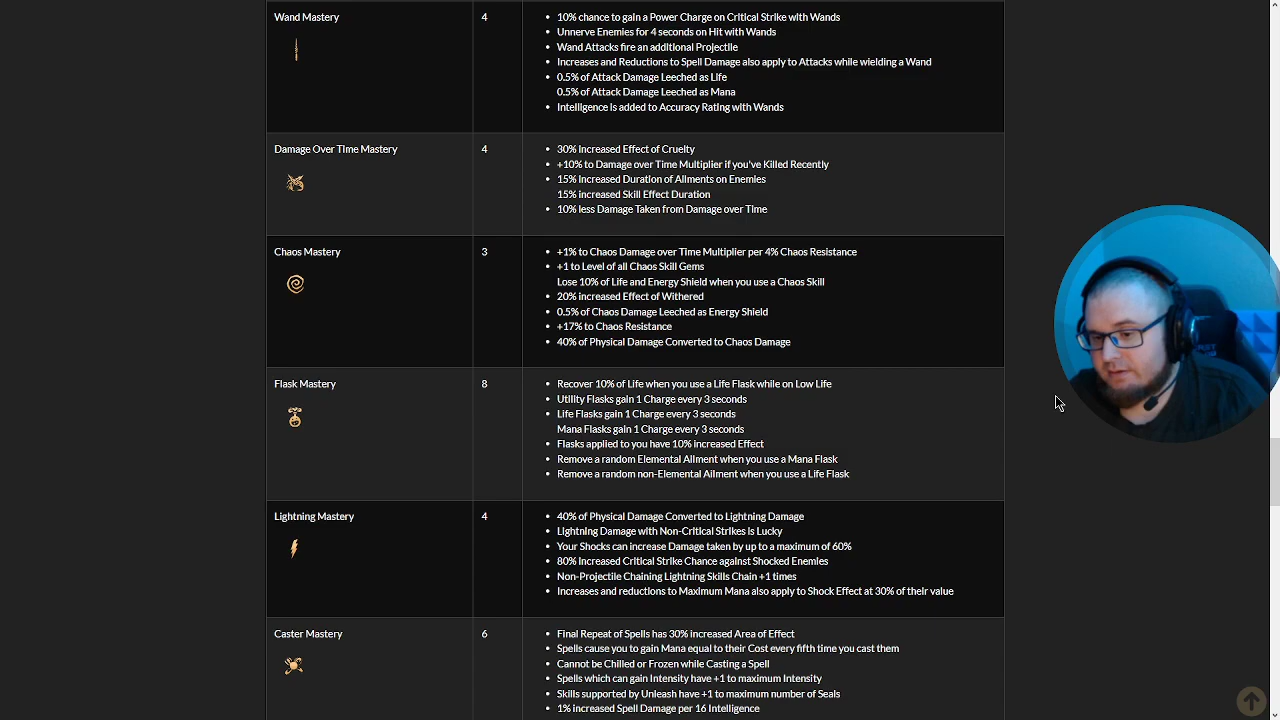 Wand Mastery
4
10% chance to gain a Power Charge on Critical Strike with Wands
Unnerve Enemies for 4 seconds on Hit with Wands
Wand Attacks fire an additional Projectile
Increases and Reductions to Spell Damage also apply to Attacks while wielding a Wand
0.5% of Attack Damage Leeched as Life
0.5% of Attack Damage Leeched as Mana
Intelligence is added to Accuracy Rating with Wands
Damage Over Time Mastery
4
30% increased Effect of Cruelty
+10% to Damage over Time Multiplier if you've Killed Recently
15% increased Duration of Ailments on Enemies
15% increased Skill Effect Duration
10% less Damage Taken from Damage over Time
Chaos Mastery
3
+1% to Chaos Damage over Time Multiplier per 4% Chaos Resistance
+1 to Level of all Chaos Skill Gems
Lose 10% of Life and Energy Shield when you use a Chaos Skill
20% increased Effect of Withered
0.5% of Chaos Damage Leeched as Energy Shield
+17% to Chaos Resistance
40% of Physical Damage Converted to Chaos Damage
Flask Mastery
8
Recover 10% of Life when you use a Life Flask while on Low Life
Utility Flasks gain 1 Charge every 3 seconds
Life Flasks gain 1 Charge every 3 seconds
Mana Flasks gain 1 Charge every 3 seconds
Flasks applied to you have 10% increased Effect
Remove a random Elemental Ailment when you use a Mana Flask
Remove a random non-Elemental Ailment when you use a Life Flask
Lightning Mastery
4
40% of Physical Damage Converted to Lightning Damage
Lightning Damage with Non-Critical Strikes is Lucky
Your Shocks can increase Damage taken by up to a maximum of 60%
80% increased Critical Strike Chance against Shocked Enemies
Non-Projectile Chaining Lightning Skills Chain +1 times
Increases and reductions to Maximum Mana also apply to Shock Effect at 30% of their value
Caster Mastery
6
Final Repeat of Spells has 30% increased Area of Effect
Spells cause you to gain Mana equal to their Cost every fifth time you cast them
Cannot be Chilled or Frozen while Casting a Spell
Spells which can gain Intensity have +1 to maximum Intensity
Skills supported by Unleash have +1 to maximum number of Seals
1% increased Spell Damage per 16 Intelligence